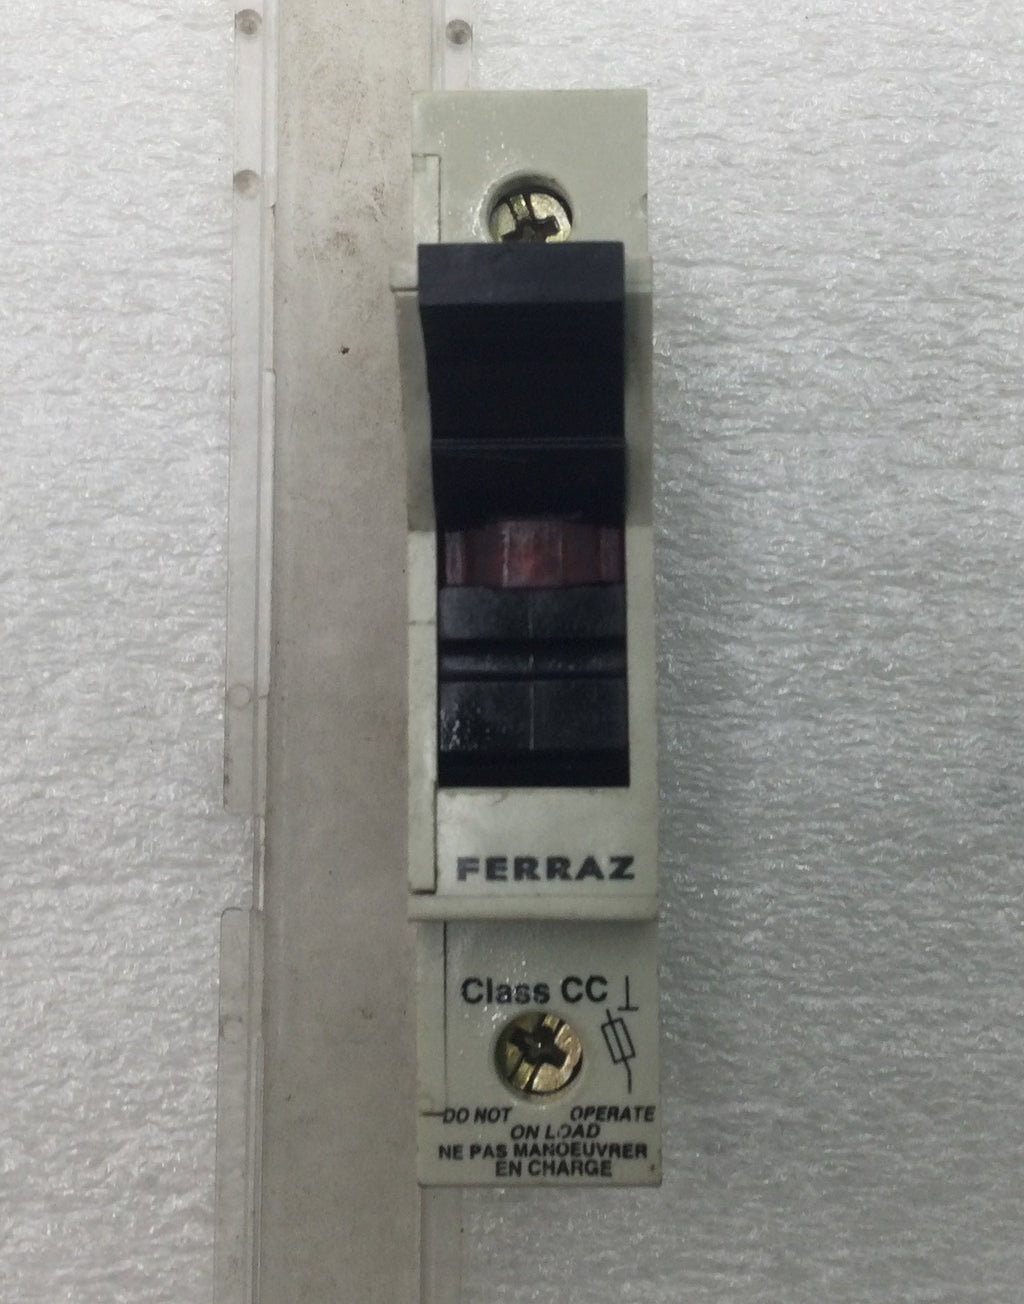 FERRAZ
Class CC
DO NOT OPERATE
ON LOAD
NE PAS MANOEUVRER
EN CHARGE